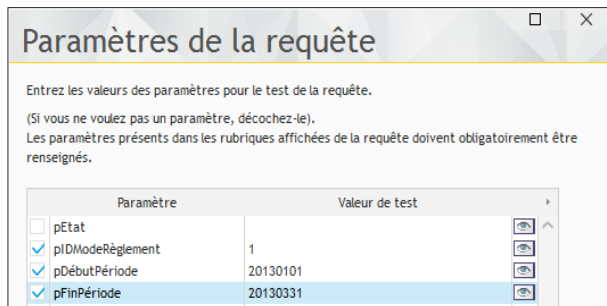 Paramètres de la requête
Entrez les valeurs des paramètres pour le test de la requête.
(Si vous ne voulez pas un paramètre, décochez-le).
Les paramètres présents dans les rubriques affichées de la requête doivent obligatoirement être
renseignés.
Paramètre Valeur de test
pEtat
pIDModeRèglement 1
pDébutPériode 20130101
pFinPériode 20130331